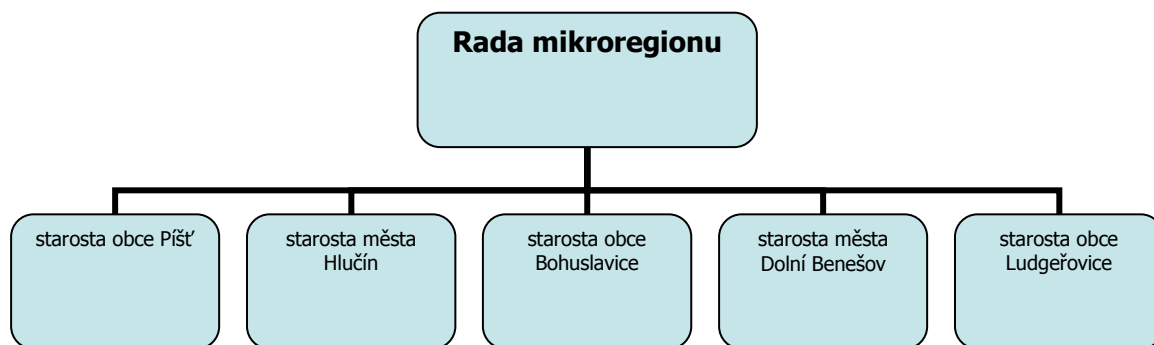 Rada mikroregionu
starosta obce Píšť
starosta města
Hlučín
starosta obce
Bohuslavice
starosta města
Dolní Benešov
starosta obce
Ludgeřovice